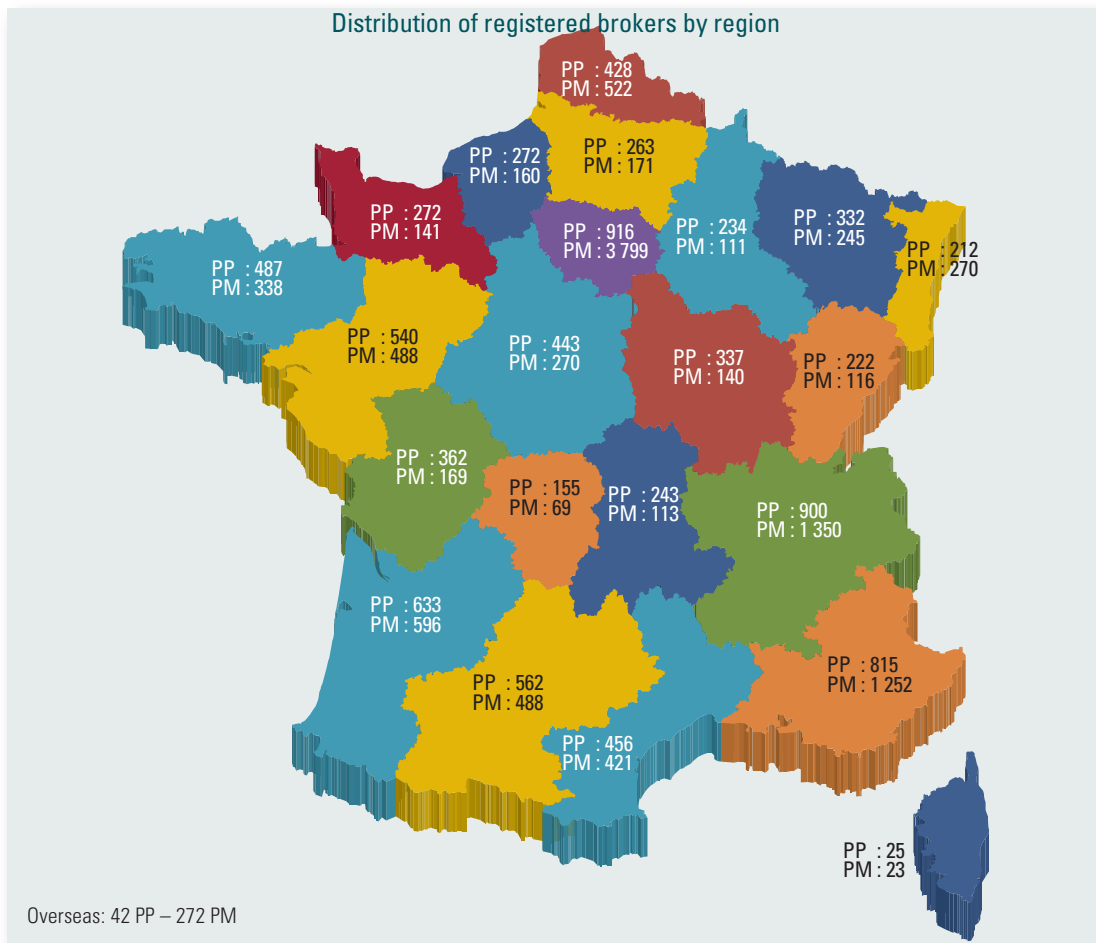 Distribution of registered brokers by region
PP : 428
PM : 522
PP : 263
PM : 171
PP : 272
PM : 160
PP : 272
PM : 141
PP : 916
PM : 3 799
PP : 234
PM : 111
PP : 332
PM : 245
PP : 212
PM : 270
PP : 487
PM : 338
PP : 540
PM : 488
PP : 443
PM : 270
PP : 337
PM : 140
PP : 222
PM : 116
PP : 362
PM : 169
PP : 155
PM : 69
PP : 243
PM : 113
PP : 900
PM : 1 350
PP : 633
PM : 596
PP : 562
PM : 488
PP : 456
PM : 421
PP : 815
PM : 1 252
PP : 25
PM : 23
Overseas: 42 PP – 272 PM